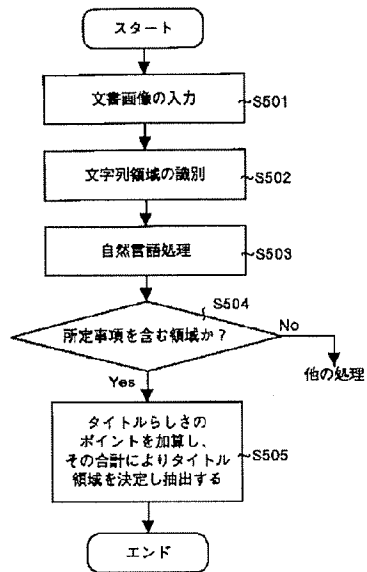 スタート
文書画像の入力
S501
文字列領域の識別
S502
自然言語処理
S503
S504
所定事項を含む領域か?
No
他の処理
Yes
タイトルらしさの
ポイントを加算し、
その合計によりタイトル
領域を決定し抽出する
S505
エンド